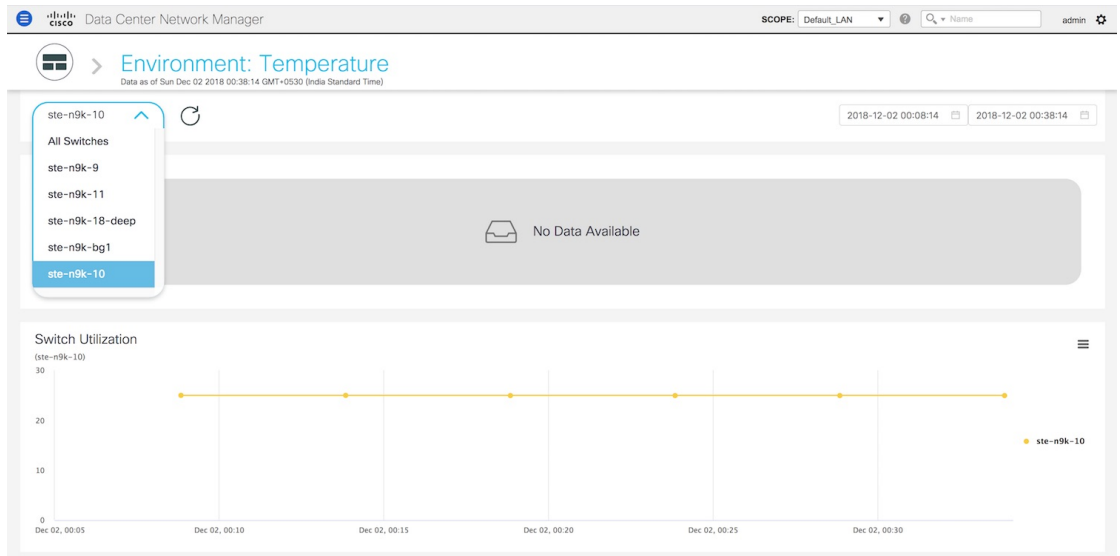 cisco Data Center Network Manager SCOPE: Default_LAN Name admin
Environment: Temperature
Data as of Sun Dec 02 2018 00:38:14 GMT+0530 (India Standard Time)
ste-n9k-10 2018-12-02 00:08:14 2018-12-02 00:38:14
All Switches
ste-n9k-9
ste-n9k-11
ste-n9k-18-deep
ste-n9k-bg1
ste-n9k-10
No Data Available
Switch Utilization
(ste-n9k-10)
30
20
10
0
ste-n9k-10
Dec 02, 00:05 Dec 02, 00:10 Dec 02, 00:15 Dec 02, 00:20 Dec 02, 00:25 Dec 02, 00:30